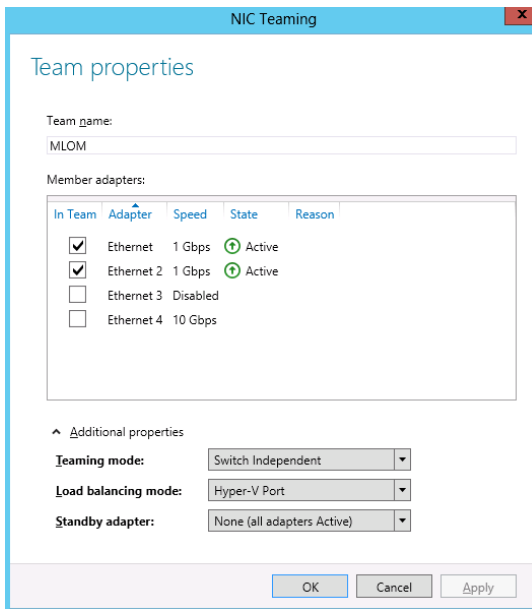 NIC Teaming
x
Team properties
Team name:
MLOM
Member adapters:
In Team Adapter Speed State Reason
Ethernet 1 Gbps Active
Ethernet 2 1 Gbps Active
Ethernet 3 Disabled
Ethernet 4 10 Gbps
Additional properties
Teaming mode: Switch Independent
Load balancing mode: Hyper-V Port
Standby adapter: None (all adapters Active)
OK Cancel Apply